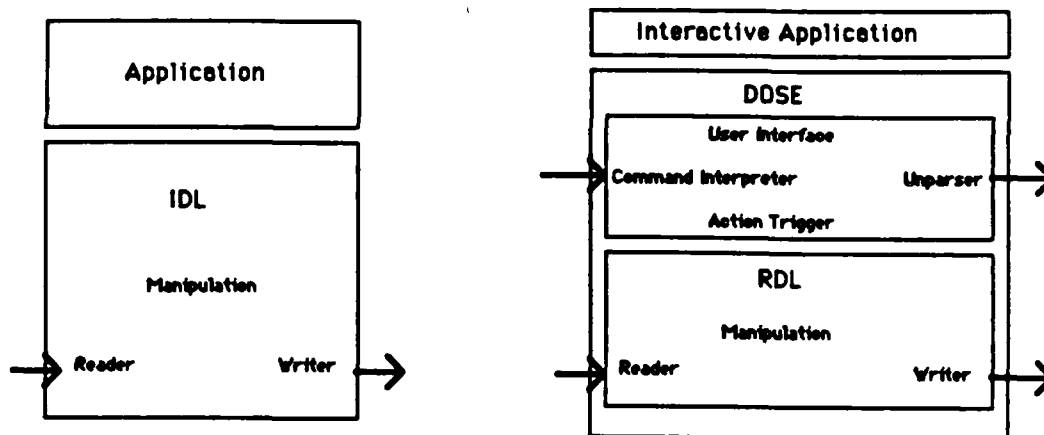 Application
IDL
Manipulation
Reader Writer
Interactive Application
DOSE
User Interface
Command Interpreter Unparser
Action Trigger
RDL
Manipulation
Reader Writer